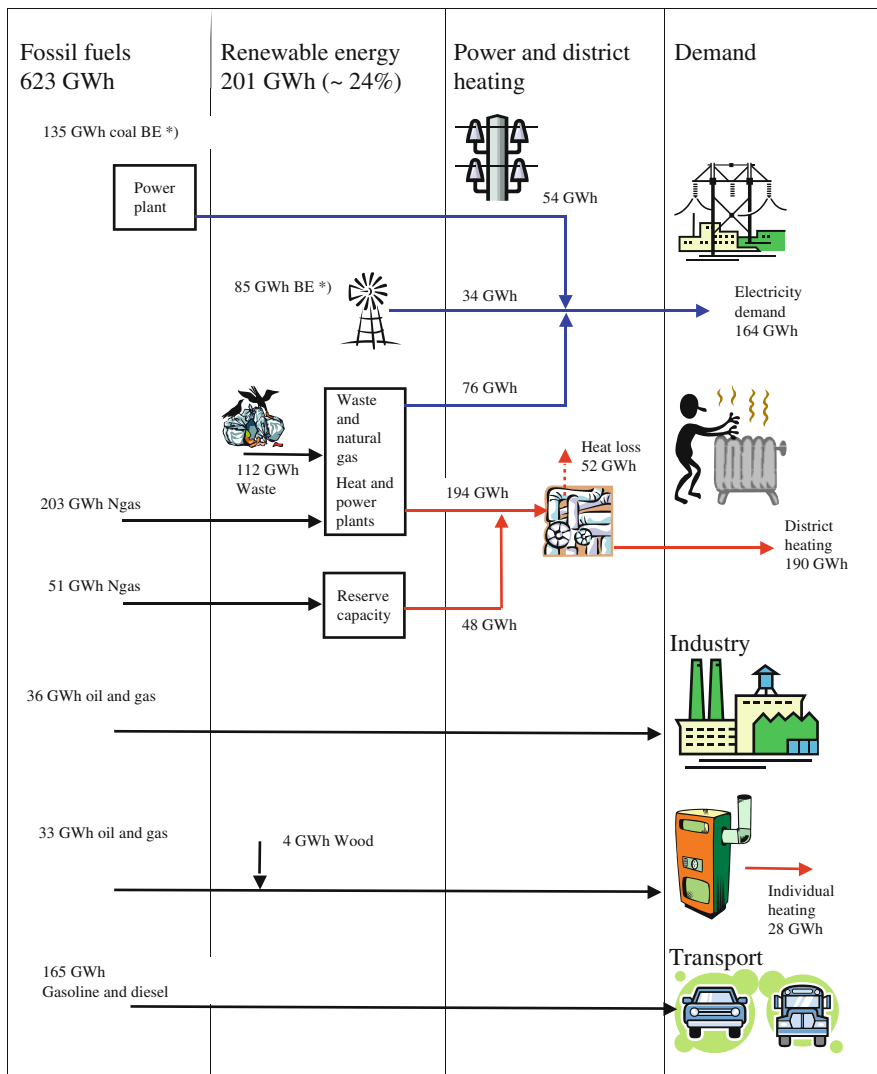 Fossil fuels
623 GWh
Renewable energy
201 GWh (~ 24%)
Power and district
heating
Demand
135 GWh coal BE *)
Power
plant
54 GWh
85 GWh BE *)
34 GWh
Electricity
demand
164 GWh
76 GWh
Waste and
natural
gas
Heat and
power
plants
112 GWh
Waste
Heat loss
52 GWh
203 GWh Ngas
194 GWh
District
heating
190 GWh
51 GWh Ngas
Reserve
capacity
48 GWh
Industry
36 GWh oil and gas
33 GWh oil and gas
4 GWh Wood
Individual
heating
28 GWh
Transport
165 GWh
Gasoline and diesel